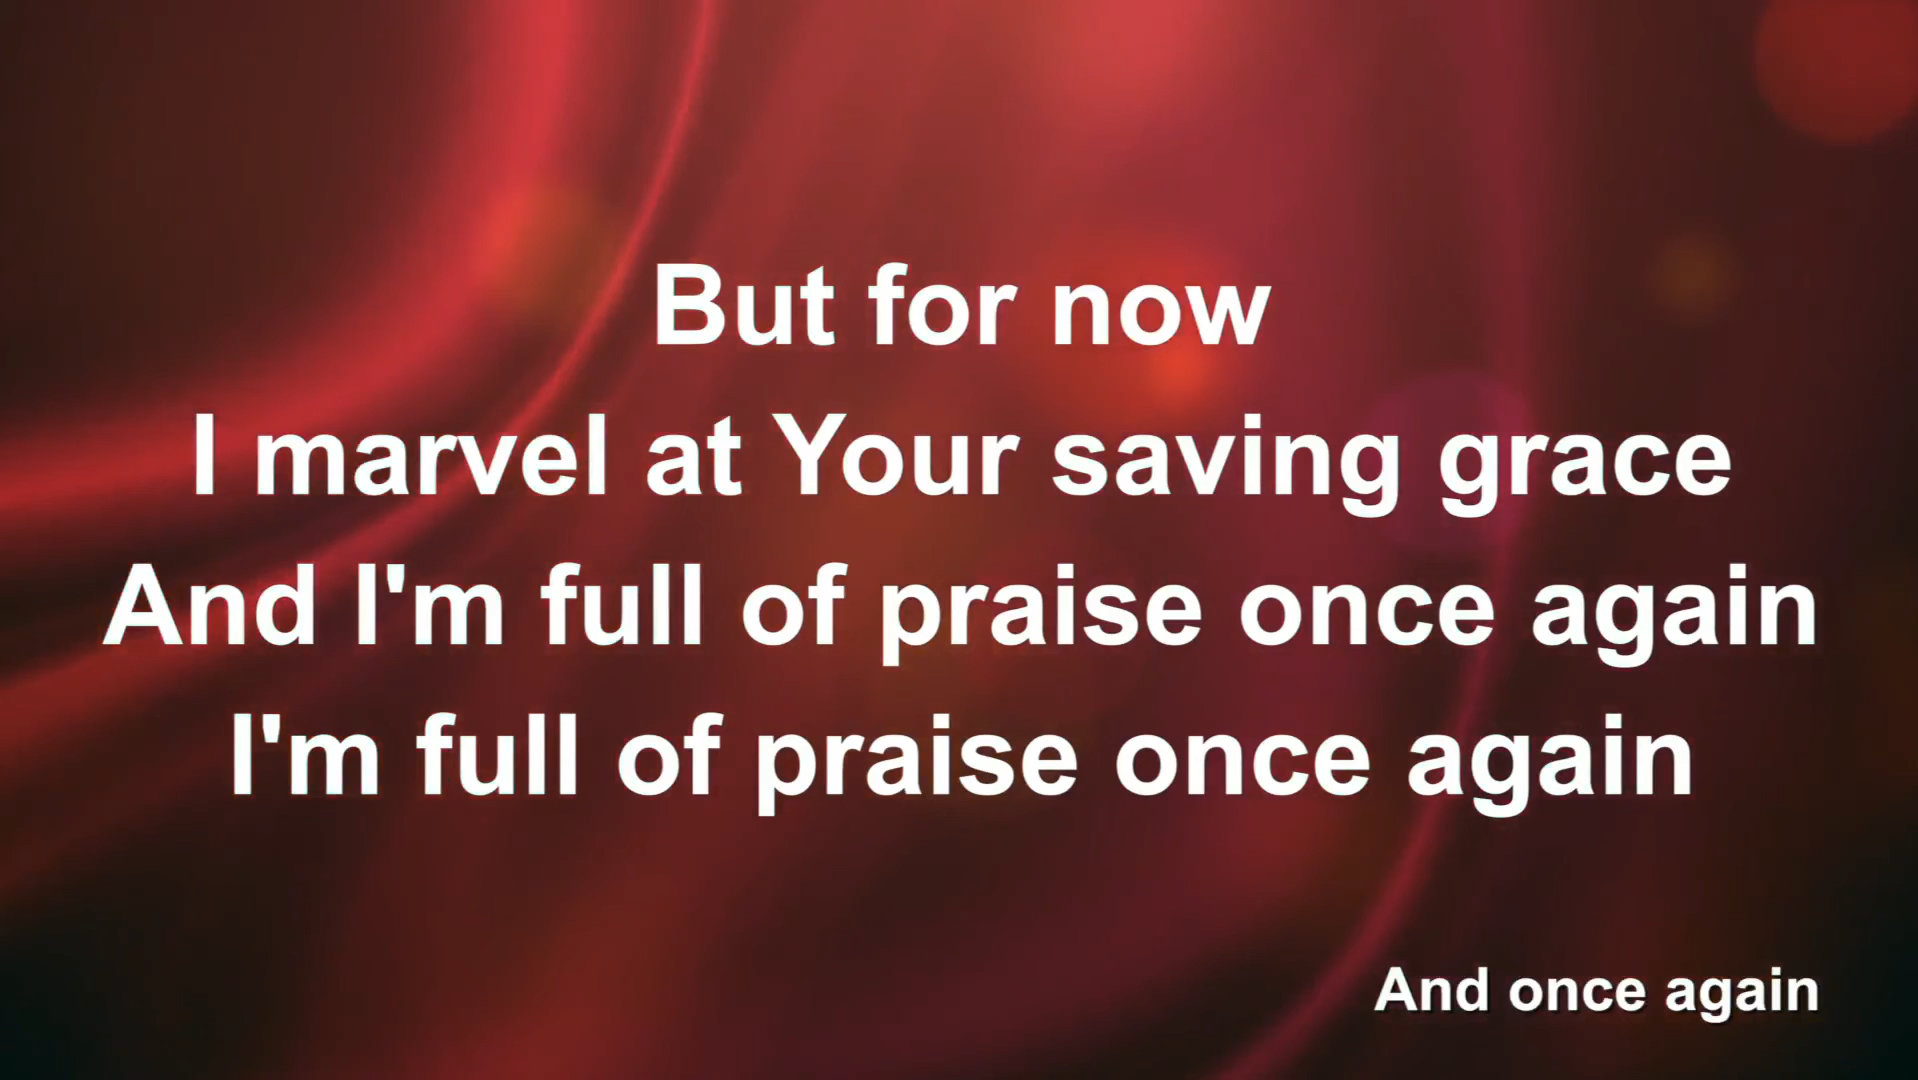 But for now
I marvel at Your saving grace
And I'm full of praise once again
I'm full of praise once again
And once again